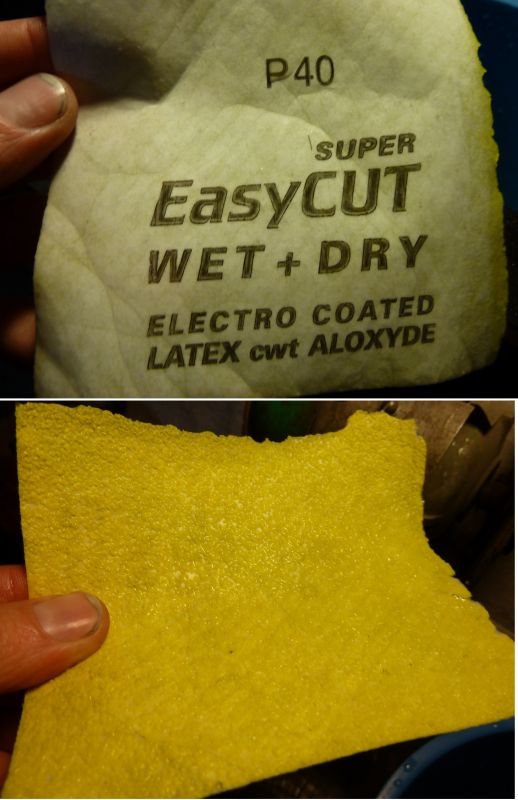 P40
SUPER
EasyCUT
WET + DRY
ELECTRO COATED
LATEX cwt ALOXYDE